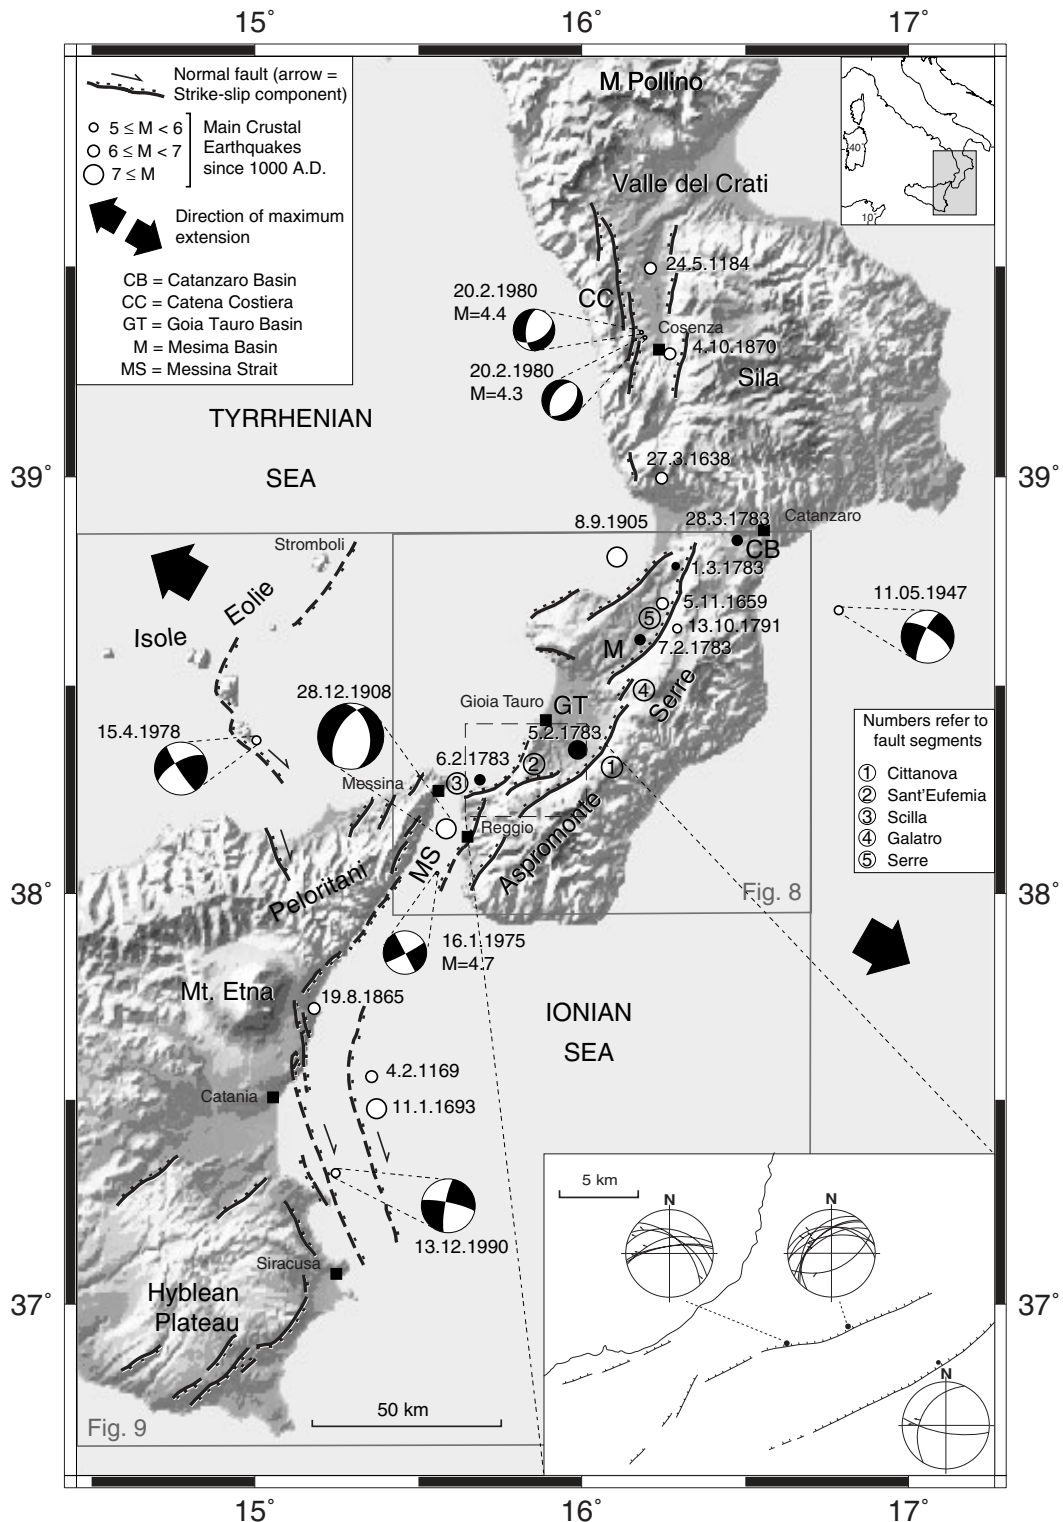 15° 16° 17°
Normal fault (arrow =
Strike-slip component)
5 ≤ M < 6
6 ≤ M < 7
7 ≤ M
Main Crustal
Earthquakes
since 1000 A.D.
Direction of maximum
extension
CB = Catanzaro Basin
CC = Catena Costiera
GT = Goia Tauro Basin
M = Mesima Basin
MS = Messina Strait
M Pollino
40°
10°
Valle del Crati
24.5.1184
CC
20.2.1980
M=4.4
Cosenza
4.10.1870
20.2.1980
M=4.3
Sila
TYRRHENIAN
SEA
39° 39°
27.3.1638
8.9.1905
28.3.1783
Catanzaro
CB
Stromboli
1.3.1783
Eolie
Isole
5.11.1659
5
13.10.1791
M
7.2.1783
11.05.1947
4
Serre
28.12.1908
Gioia Tauro
GT
15.4.1978
5.2.1783
6.2.1783
2
1
Messina
3
Numbers refer to
fault segments
1 Cittanova
2 Sant'Eufemia
3 Scilla
4 Galatro
5 Serre
Reggio
Aspromonte
MS
Peloritani
38° 38°
Fig. 8
16.1.1975
M=4.7
Mt. Etna
19.8.1865
IONIAN
SEA
4.2.1169
Catania
11.1.1693
13.12.1990
Siracusa
5 km
N
N
N
37° 37°
Hyblean
Plateau
50 km
Fig. 9
15° 16° 17°